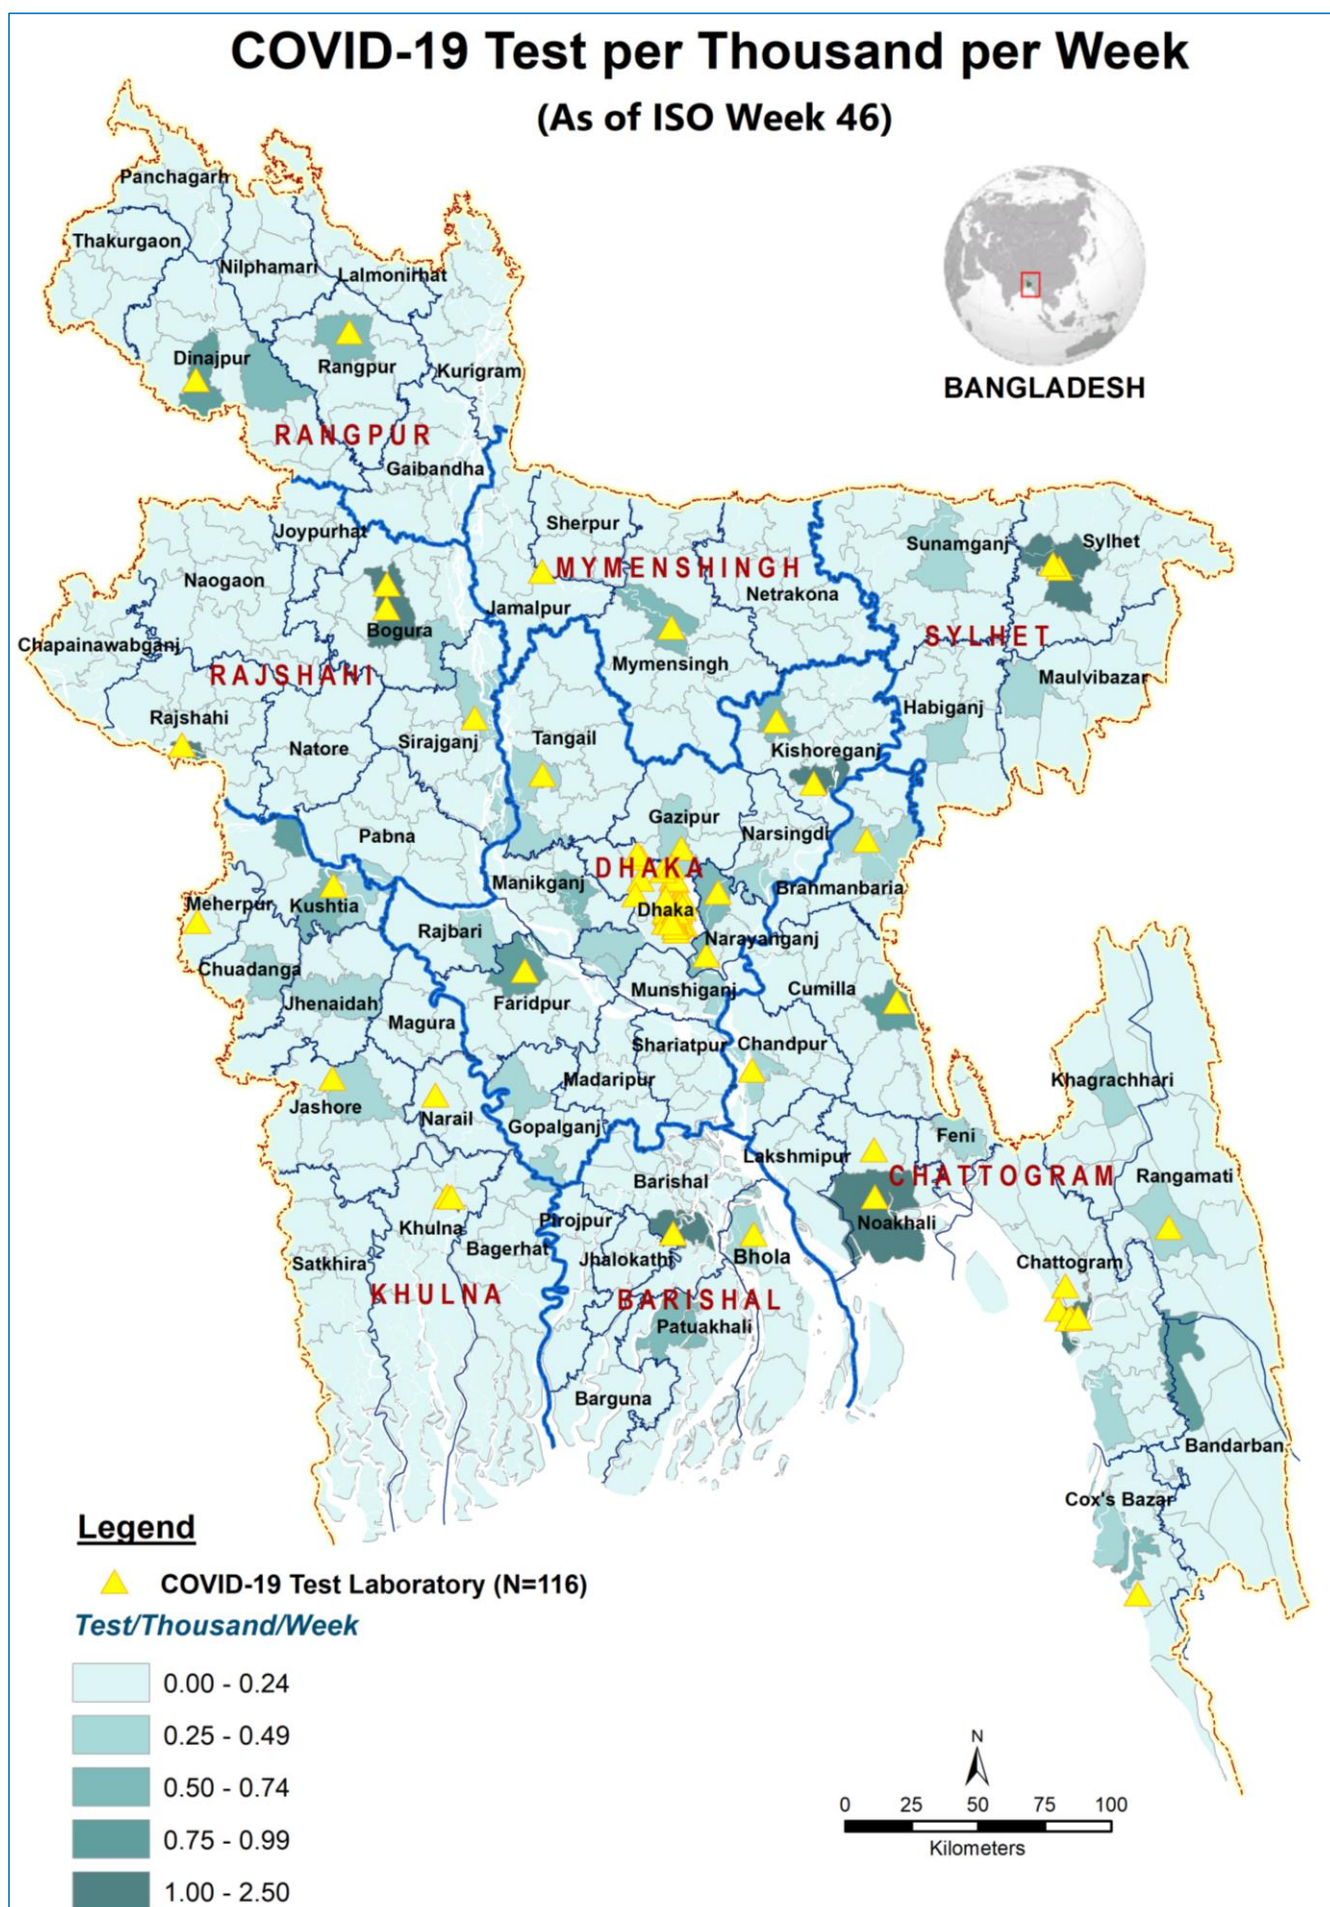 COVID-19 Test per Thousand per Week
(As of ISO Week 46)
BANGLADESH
Panchagarh
Thakurgaon
Nilphamari
Lalmonirhat
Dinajpur
Rangpur
Kurigram
RANGPUR
Gaibandha
Joypurhat
Sherpur
Sunamganj
Sylhet
Naogaon
MYMENSHINGH
Netrakona
Jamalpur
Bogura
SYLHET
Chapainawabganj
RAJSHAHI
Mymensingh
Maulvibazar
Rajshahi
Natore
Sirajganj
Tangail
Kishoreganj
Habiganj
Pabna
Gazipur
Narsingdi
DHAKA
Manikganj
Brahmanbaria
Meherpur
Kushtia
Dhaka
Rajbari
Narayanganj
Chuadanga
Jhenaidah
Faridpur
Munshiganj
Cumilla
Magura
Shariatpur
Chandpur
Madaripur
Khagrachhari
Jashore
Narail
Gopalganj
Feni
Lakshmipur
CHATTOGRAM
Rangamati
Barishal
Khulna
Pirojpur
Noakhali
Satkhira
Bagerhat
Jhalokathi
Bhola
Chattogram
KHULNA
BARISHAL
Patuakhali
Barguna
Bandarban
Cox's Bazar
Legend
COVID-19 Test Laboratory (N=116)
Test/Thousand/Week
0.00 - 0.24
0.25 - 0.49
0.50 - 0.74
0.75 - 0.99
1.00 - 2.50
N
0 25 50 75 100
Kilometers